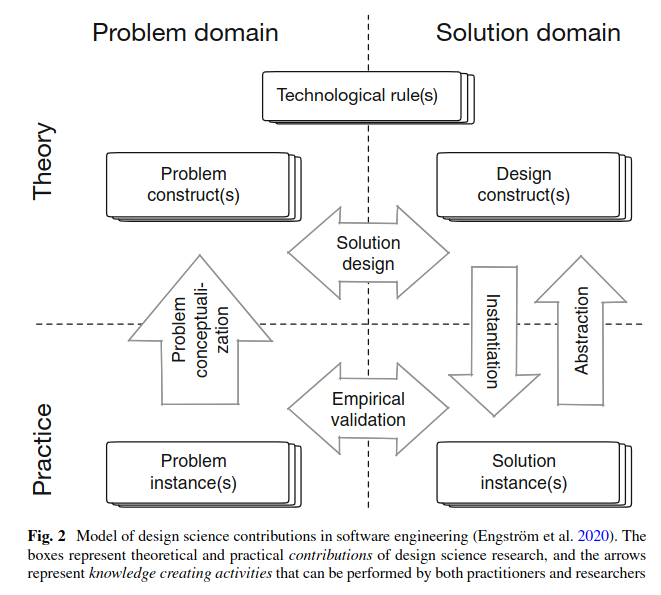 Problem domain
Solution domain
Technological rule(s)
Theory
Problem
construct(s)
Design
construct(s)
Solution
design
Problem
conceptuali-
zation
Instantiation
Abstraction
Empirical
validation
Practice
Problem
instance(s)
Solution
instance(s)
Fig. 2 Model of design science contributions in software engineering (Engström et al. 2020). The
boxes represent theoretical and practical contributions of design science research, and the arrows
represent knowledge creating activities that can be performed by both practitioners and researchers